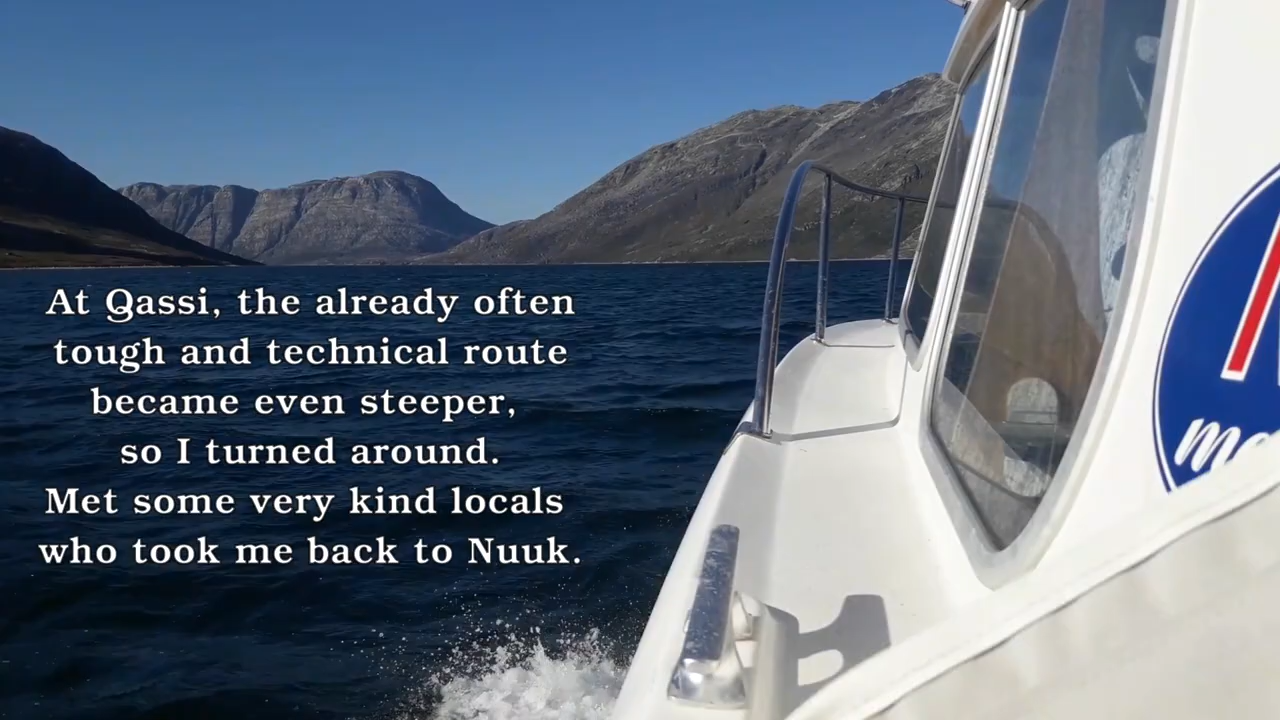 At Qassi, the already often
tough and technical route
became even steeper,
so I turned around.
Met some very kind locals
who took me back to Nuuk.